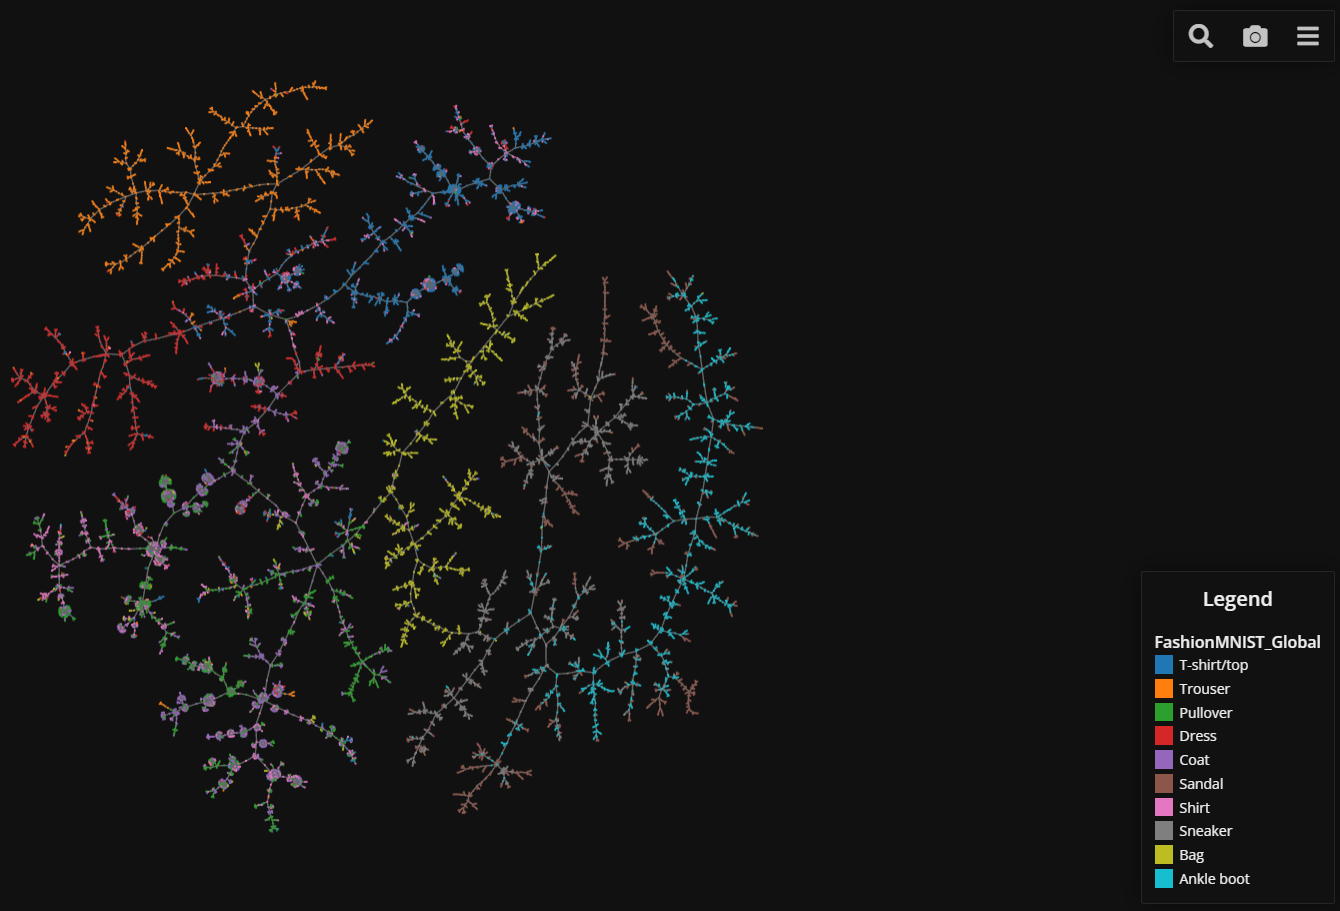 Legend
FashionMNIST_Global
T-shirt/top
Trouser
Pullover
Dress
Coat
Sandal
Shirt
Sneaker
Bag
Ankle boot